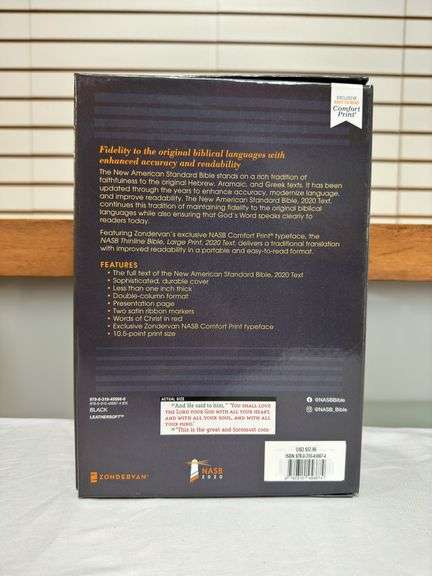 EXCLUSIVE
EASY-TO-READ
Comfort
Print®
Fidelity to the original biblical languages with
enhanced accuracy and readability
The New American Standard Bible stands on a rich tradition of
faithfulness to the original Hebrew, Aramaic, and Greek texts. It has been
updated through the years to enhance accuracy, modernize language,
and improve readability. The New American Standard Bible, 2020 Text,
continues this tradition of maintaining fidelity to the original biblical
languages while also ensuring that God's Word speaks clearly to
readers today.
Featuring Zondervan's exclusive NASB Comfort Print® typeface, the
NASB Thinline Bible, Large Print, 2020 Text, delivers a traditional translation
with improved readability in a portable and easy-to-read format.
FEATURES
• The full text of the New American Standard Bible, 2020 Text
• Sophisticated, durable cover
• Less than one inch thick
• Double-column format
• Presentation page
• Two satin ribbon markers
• Words of Christ in red
• Exclusive Zondervan NASB Comfort Print typeface
• 10.5-point print size
BLACK
LEATHERSOFT™
ACTUAL SIZE
"And He said to him," 'YOU SHALL LOVE
THE LORD YOUR GOD WITH ALL YOUR HEART,
AND WITH ALL YOUR SOUL, AND WITH ALL
YOUR MIND.'
"This is the great and foremost com-
@NASBBible
@NASB_Bible
ZONDERVAN®
NASB
2020